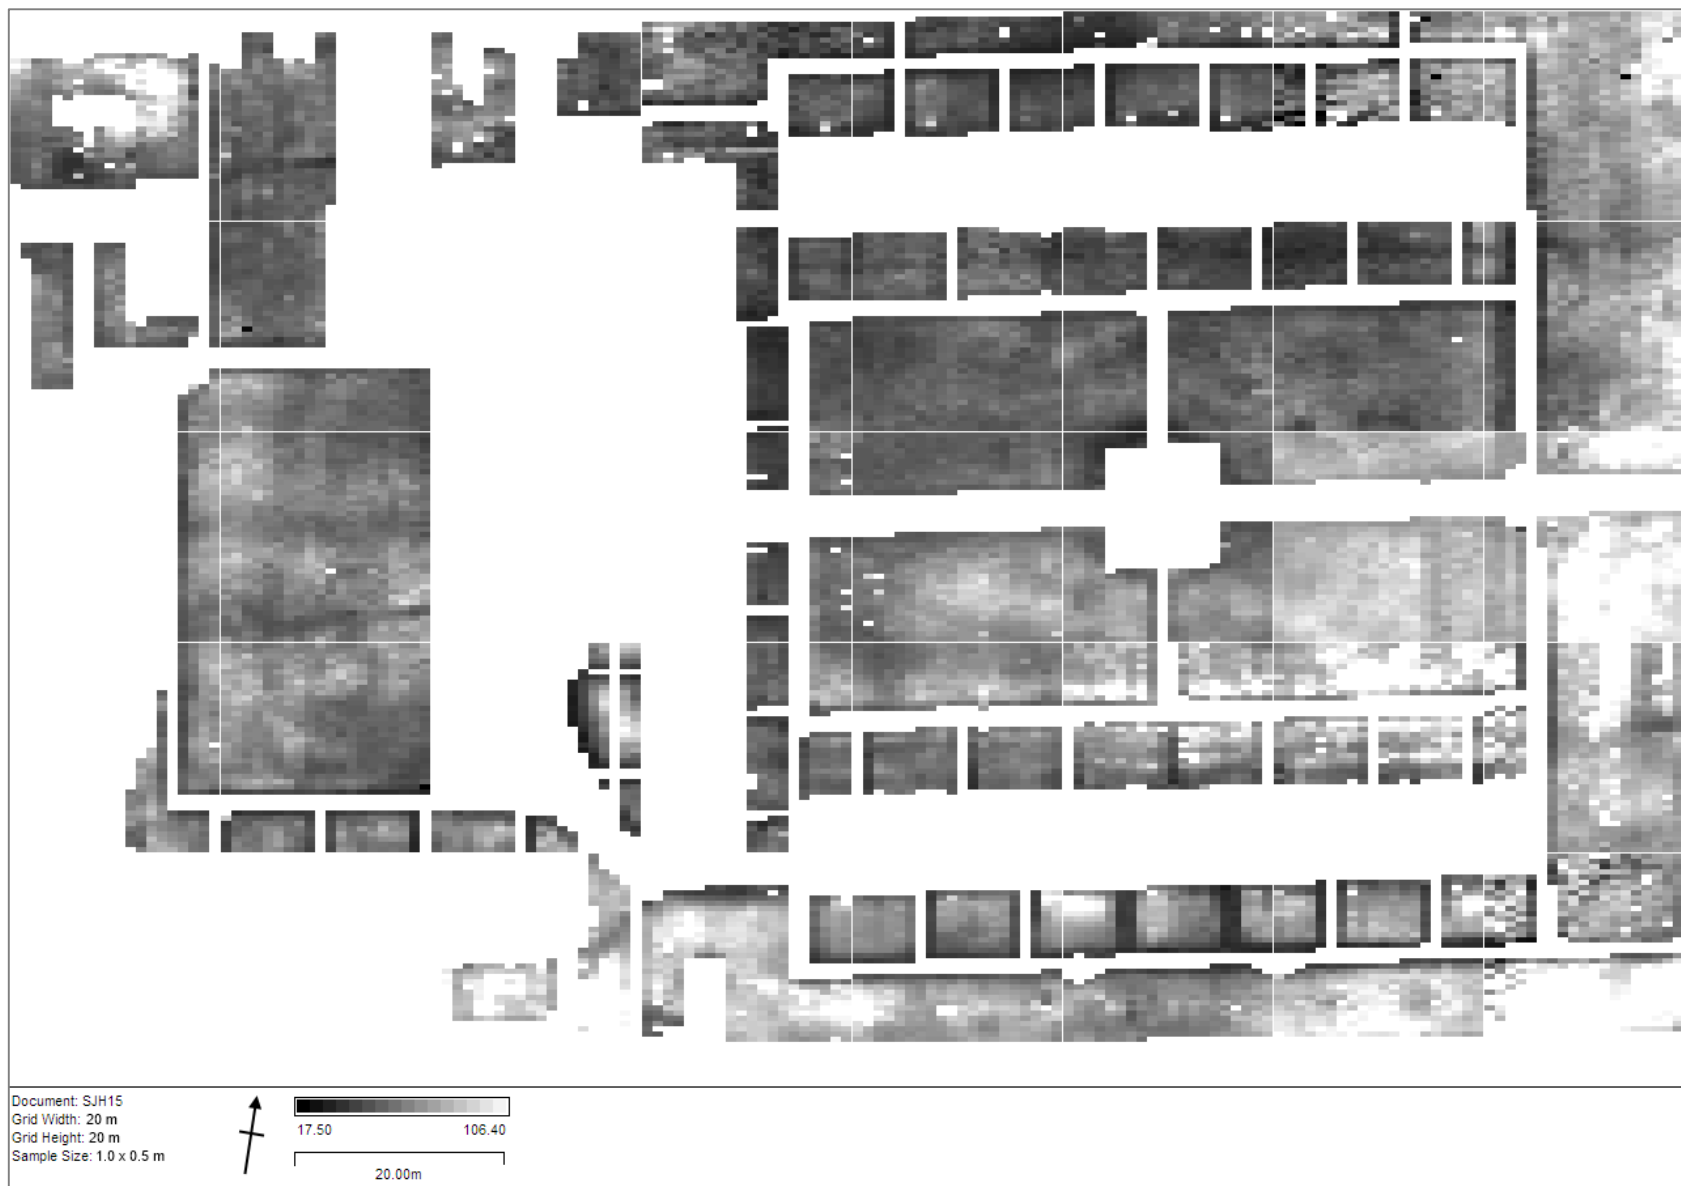 Document: SJH15
Grid Width: 20 m
Grid Height: 20 m
Sample Size: 1.0 x 0.5 m
17.50 106.40
20.00m